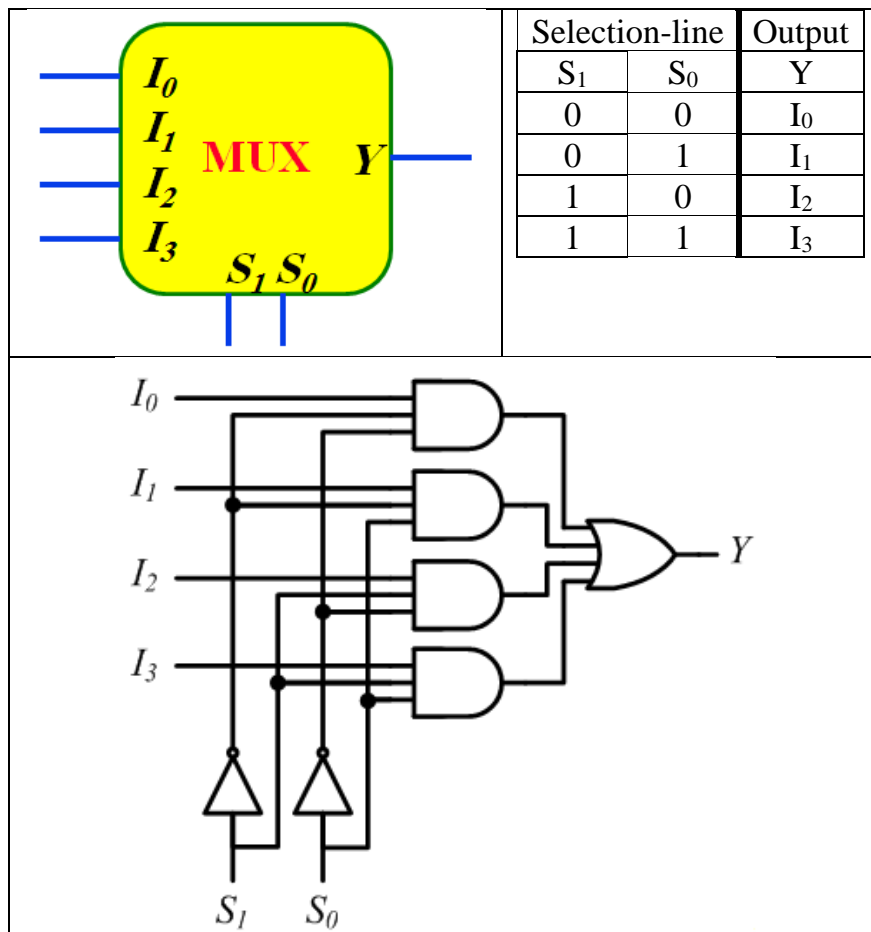 I₀
I₁
MUX Y
I₂
I₃
S₁ S₀
Selection-line Output
S₁ S₀ Y
0 0 I₀
0 1 I₁
1 0 I₂
1 1 I₃
I₀
I₁
Y
I₂
I₃
S₁ S₀